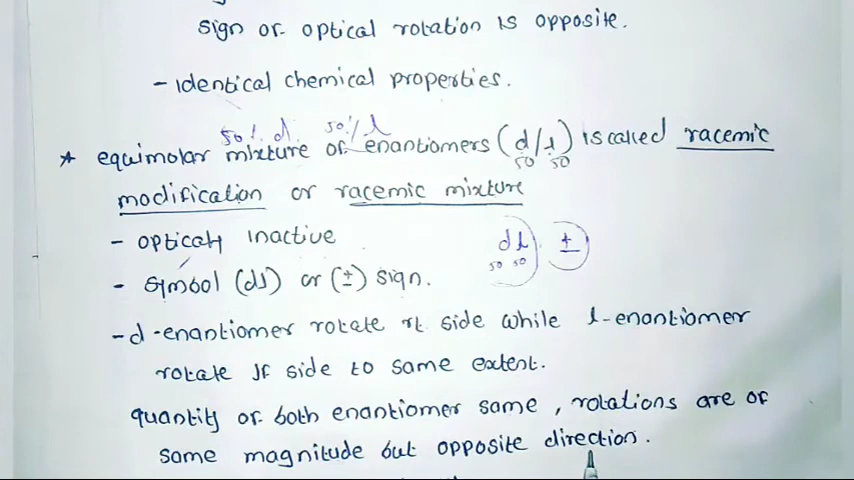 sign of optical rotation is opposite.
- identical chemical properties.
50% d 50% l
* equimolar mixture of enantiomers (d/l) is called racemic
50 50
modification or racemic mixture
- optically inactive
dl ±
50 50
- symbol (dl) or (±) sign.
- d-enantiomer rotate rt side while l-enantiomer
rotate lf side to same extent.
quantity of both enantiomer same, rotations are of
same magnitude but opposite direction.